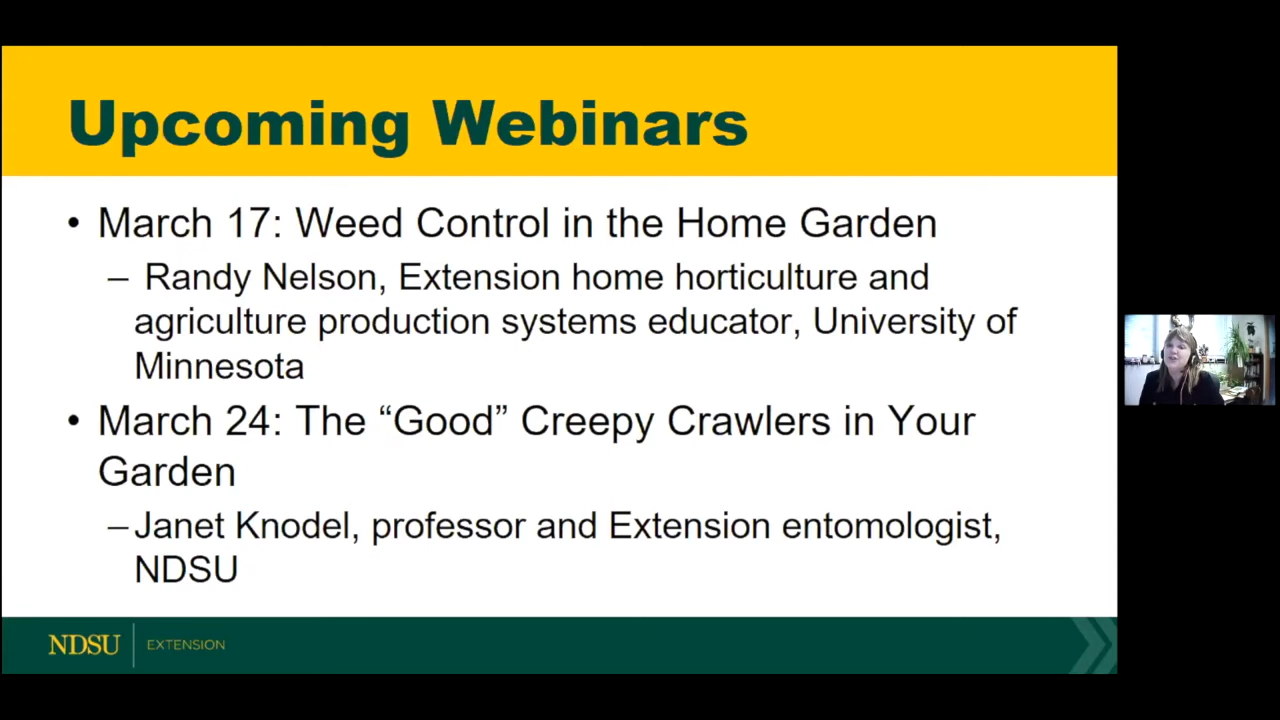 Upcoming Webinars
• March 17: Weed Control in the Home Garden
– Randy Nelson, Extension home horticulture and
agriculture production systems educator, University of
Minnesota
• March 24: The “Good” Creepy Crawlers in Your
Garden
–Janet Knodel, professor and Extension entomologist,
NDSU
NDSU EXTENSION